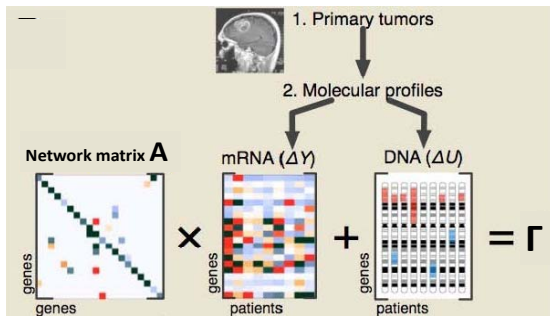 1. Primary tumors
2. Molecular profiles
Network matrix A
mRNA (ΔY)
DNA (ΔU)
genes
×
genes
+
= Γ
genes
patients
patients